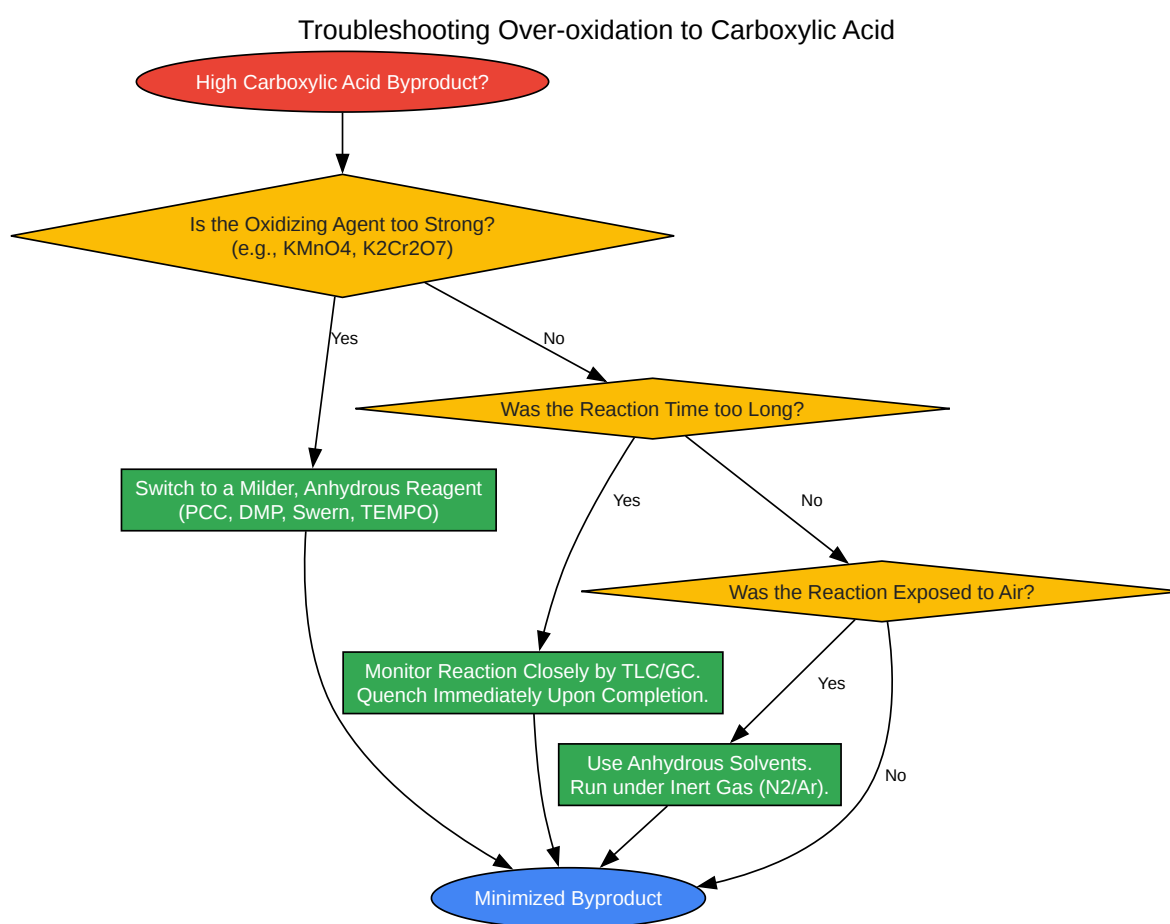 Troubleshooting Over-oxidation to Carboxylic Acid
High Carboxylic Acid Byproduct?
Is the Oxidizing Agent too Strong?
(e.g., KMnO4, K2Cr2O7)
Yes
No
Was the Reaction Time too Long?
Switch to a Milder, Anhydrous Reagent
(PCC, DMP, Swern, TEMPO)
Yes
No
Was the Reaction Exposed to Air?
Monitor Reaction Closely by TLC/GC.
Quench Immediately Upon Completion.
Yes
Use Anhydrous Solvents.
Run under Inert Gas (N2/Ar).
No
Minimized Byproduct